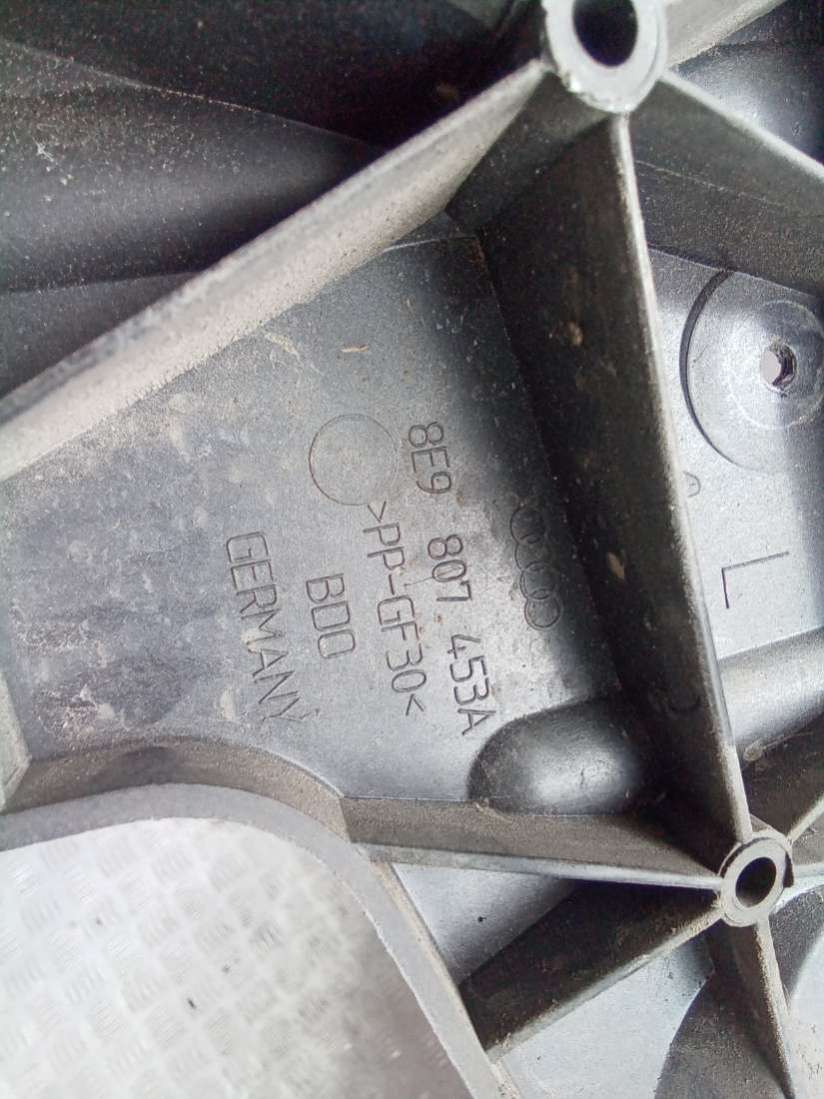 8E9 807 453A
>PP-GF30<
BDO
GERMANY
L